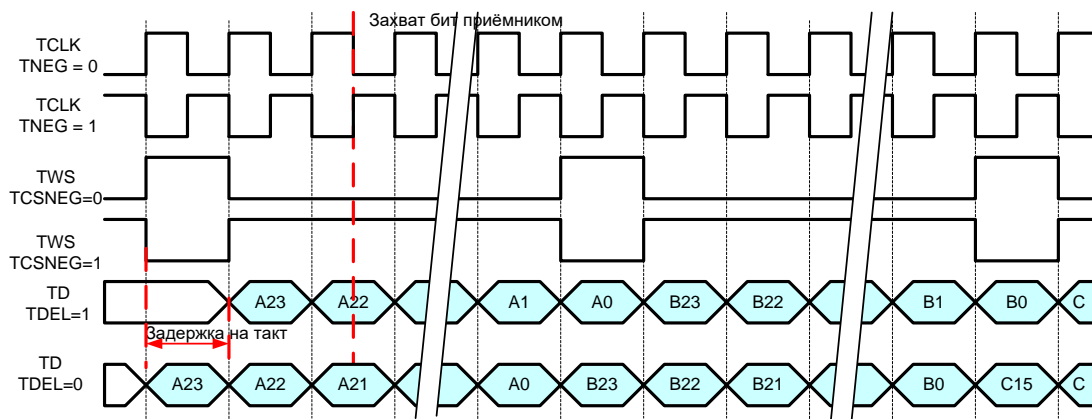 Захват бит приёмником
TCLK
TNEG = 0
TCLK
TNEG = 1
TWS
TCSNEG=0
TWS
TCSNEG=1
TD
TDEL=1
A23 A22 A1 A0 B23 B22 B1 B0 C
Задержка на такт
TD
TDEL=0
A23 A22 A21 A0 B23 B22 B21 B0 C15 C